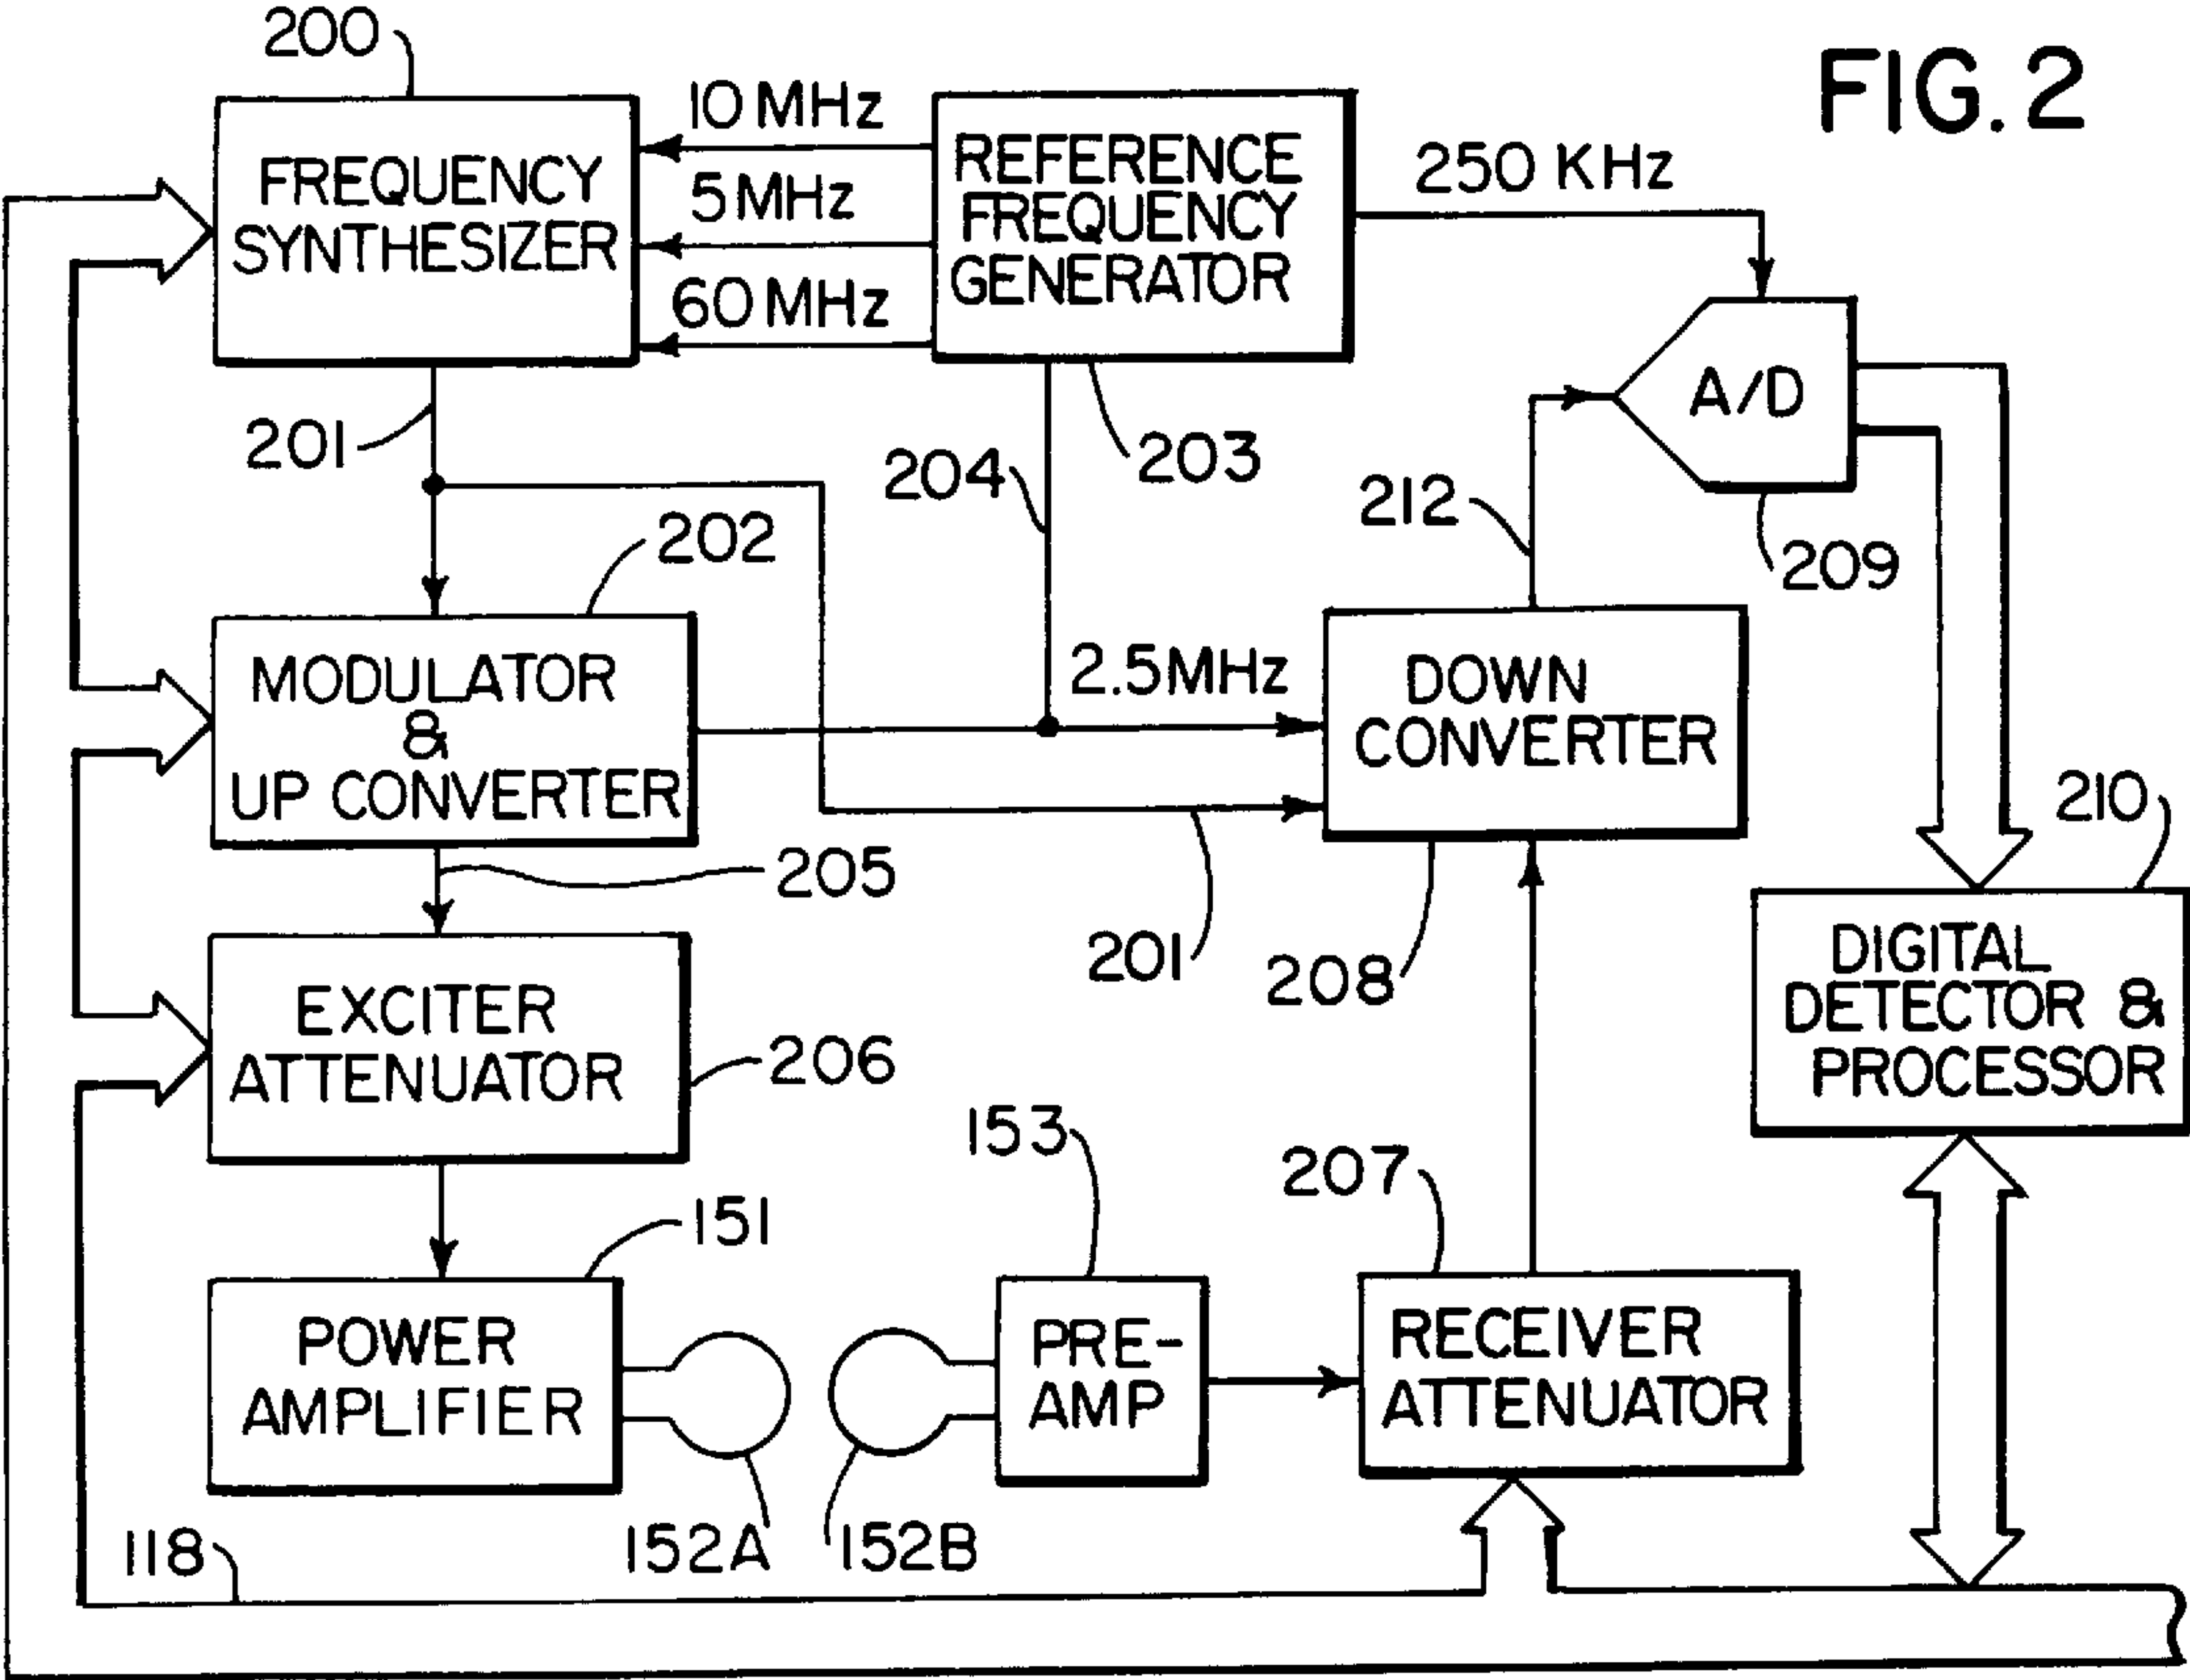 FIG. 2
200
FREQUENCY
SYNTHESIZER
10 MHz
5 MHz
60 MHz
REFERENCE
FREQUENCY
GENERATOR
250 KHz
A/D
201
204
203
212
209
202
MODULATOR
&
UP CONVERTER
2.5 MHz
DOWN
CONVERTER
210
205
201
208
DIGITAL
DETECTOR &
PROCESSOR
EXCITER
ATTENUATOR
206
153
207
151
POWER
AMPLIFIER
PRE-
AMP
RECEIVER
ATTENUATOR
152A
152B
118